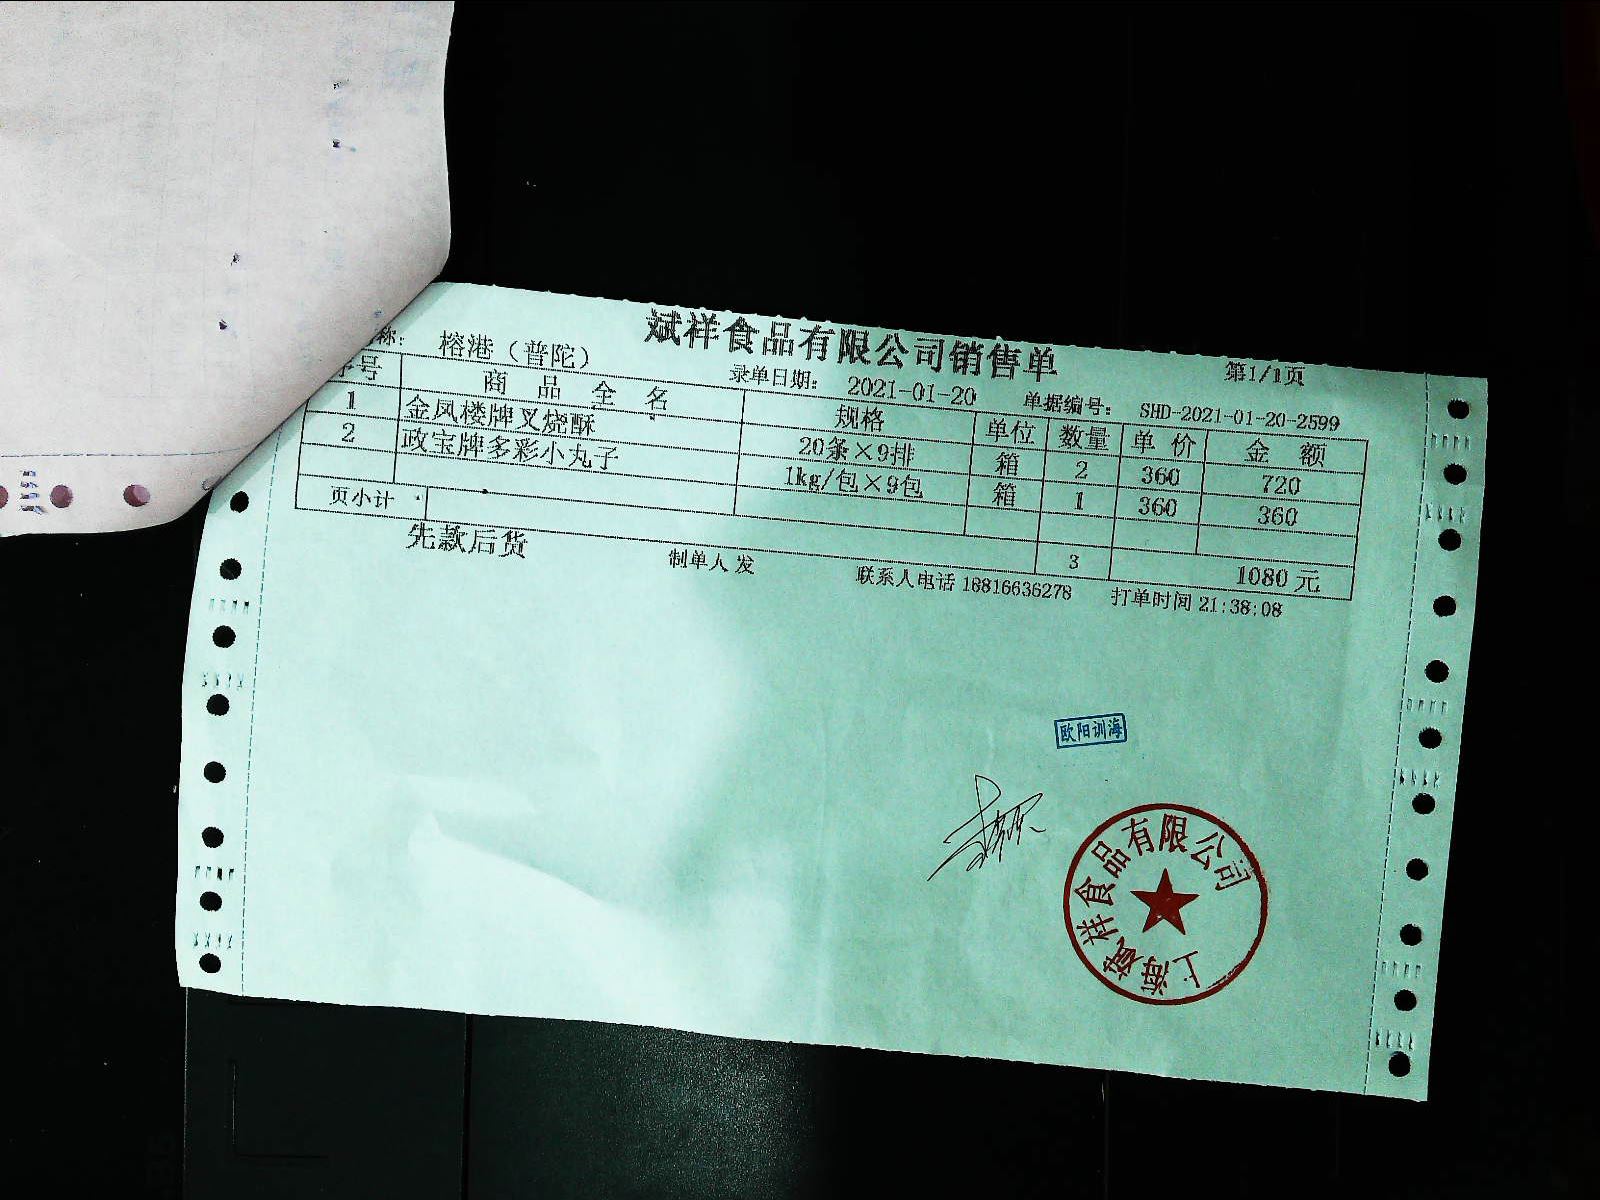 斌祥食品有限公司销售单
第1/1页
称： 榕港（普陀） 录单日期： 2021-01-20 单据编号： SHD-2021-01-20-2599
序号 商品全名 规格 单位 数量 单价 金额
1 金凤楼牌叉烧酥 20条×9排 箱 2 360 720
2 政宝牌多彩小丸子 1kg/包×9包 箱 1 360 360
页小计 3 1080元
先款后货 制单人 发 联系人电话 18816636278 打单时间 21:38:08
欧阳训海
上海斌祥食品有限公司